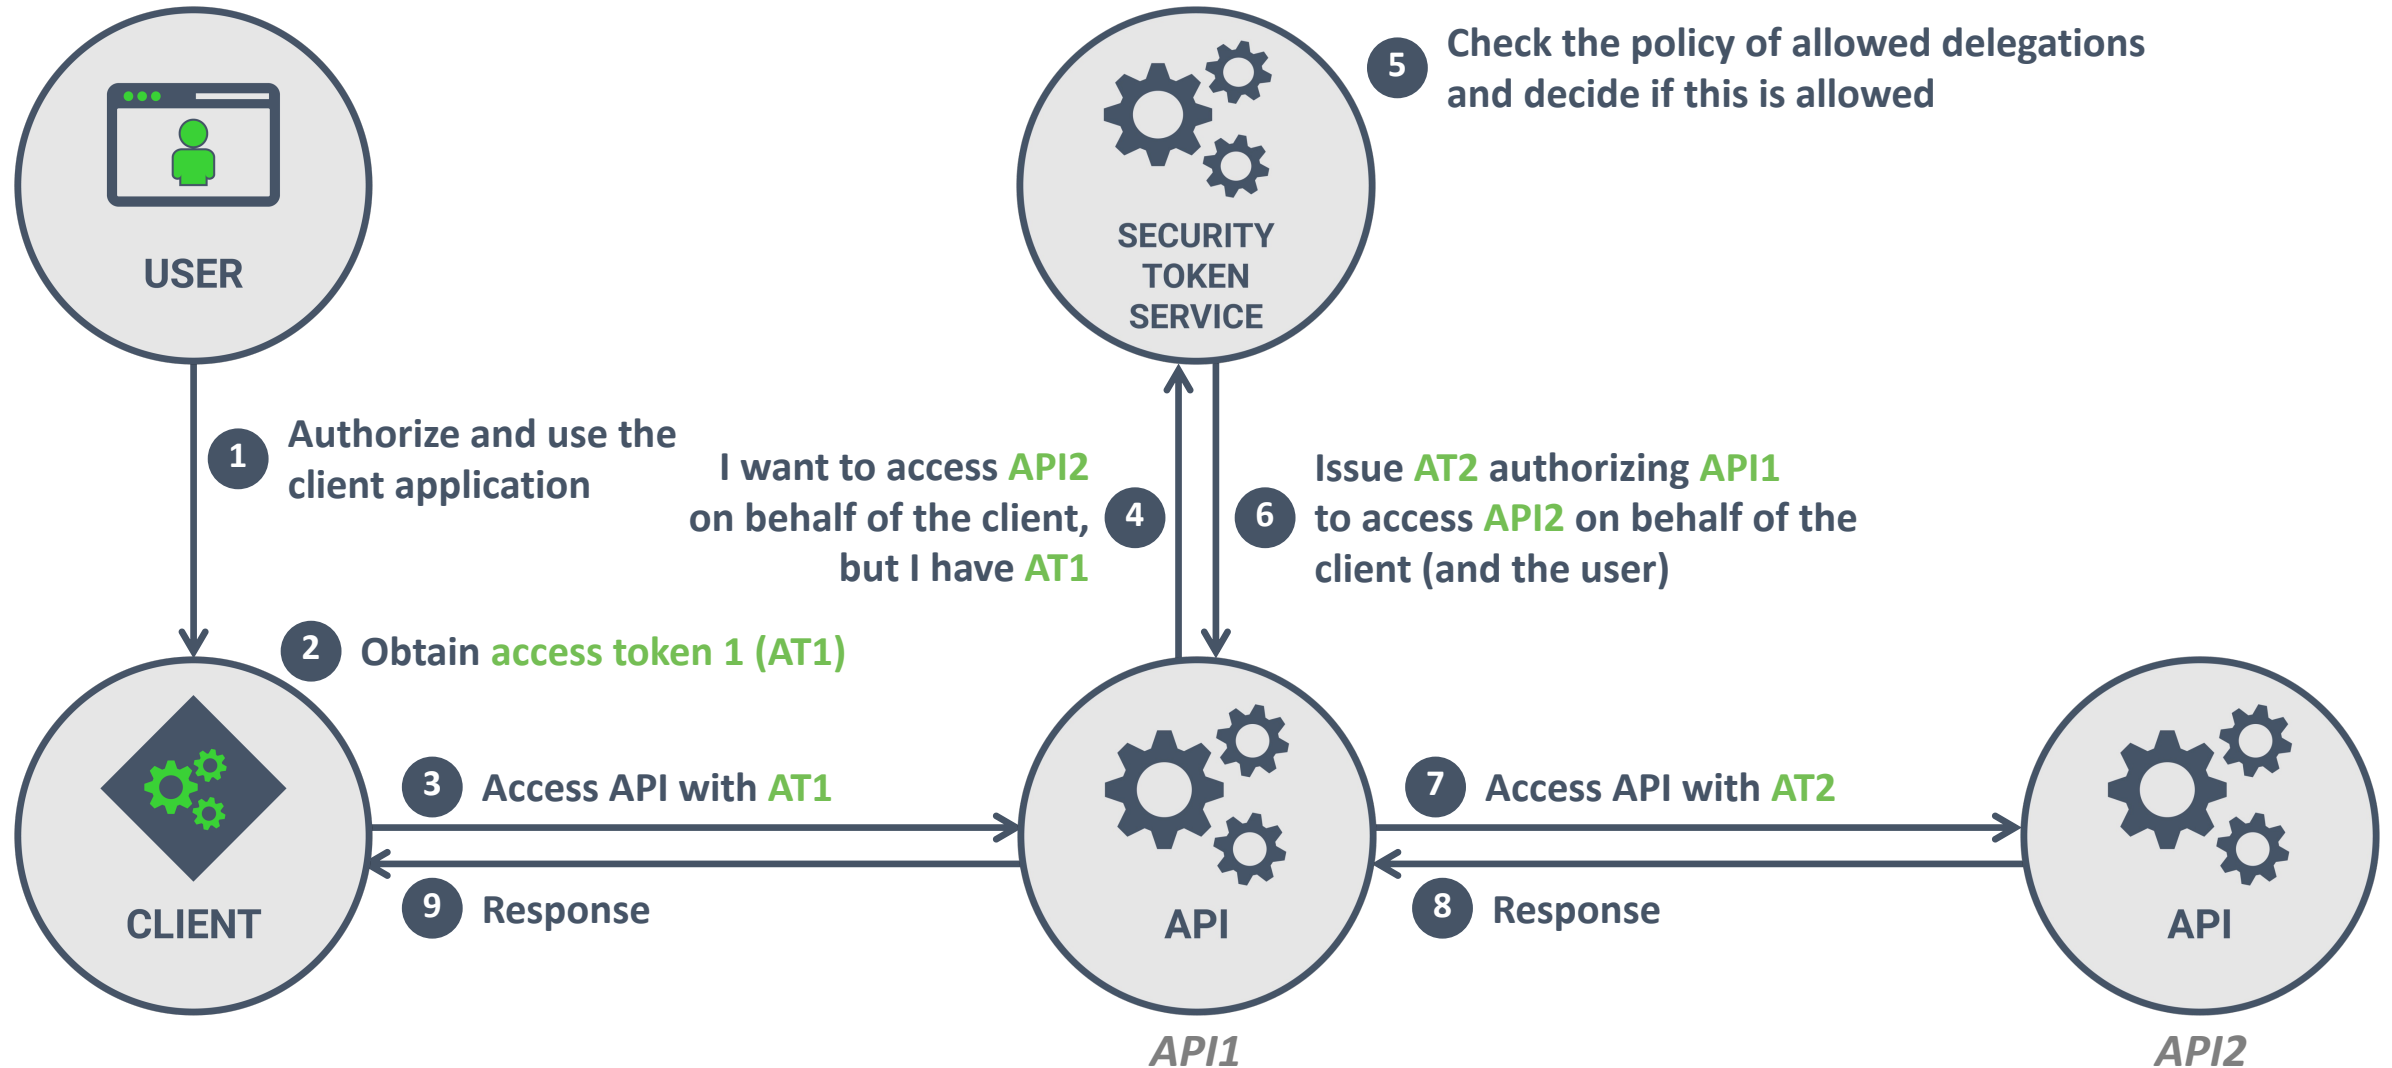 USER
1
Authorize and use the
client application
2
Obtain access token 1 (AT1)
CLIENT
3
Access API with AT1
SECURITY
TOKEN
SERVICE
4
I want to access API2
on behalf of the client,
but I have AT1
5
Check the policy of allowed delegations
and decide if this is allowed
6
Issue AT2 authorizing API1
to access API2 on behalf of the
client (and the user)
API
API1
7
Access API with AT2
API
API2
8
Response
9
Response